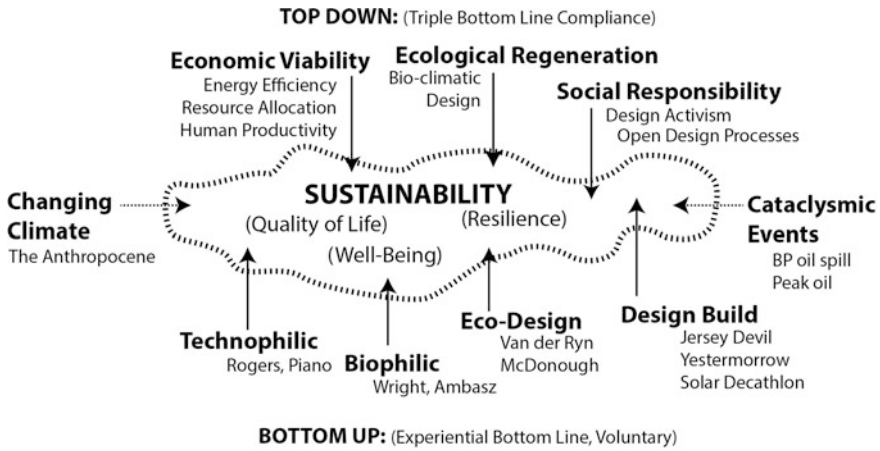 TOP DOWN: (Triple Bottom Line Compliance)
Economic Viability
Energy Efficiency
Resource Allocation
Human Productivity
Ecological Regeneration
Bio-climatic
Design
Social Responsibility
Design Activism
Open Design Processes
Changing
Climate
The Anthropocene
SUSTAINABILITY
(Quality of Life)
(Resilience)
(Well-Being)
Cataclysmic
Events
BP oil spill
Peak oil
Technophilic
Rogers, Piano
Biophilic
Wright, Ambasz
Eco-Design
Van der Ryn
McDonough
Design Build
Jersey Devil
Yestermorrow
Solar Decathlon
BOTTOM UP: (Experiential Bottom Line, Voluntary)